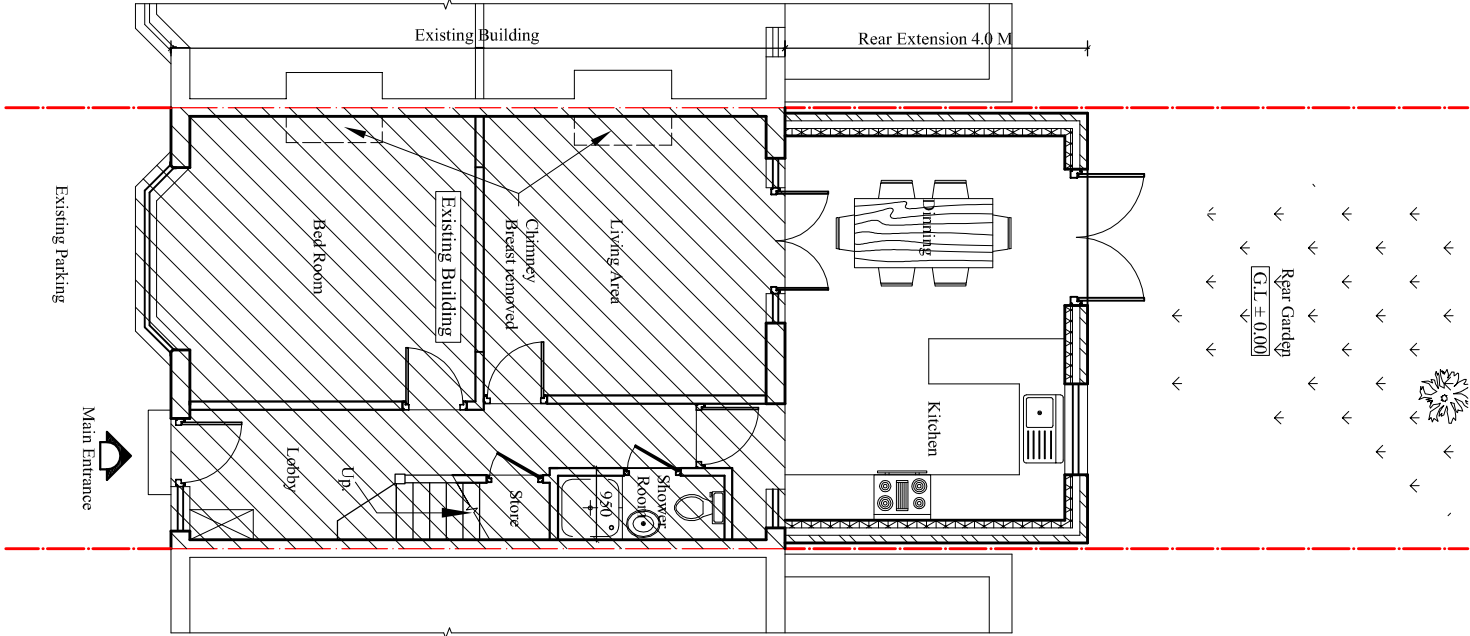 Existing Building
Rear Extension 4.0 M
Existing Parking
Main Entrance
Bed Room
Existing Building
Chimney
Breast removed
Living Area
Dinning
Kitchen
Rear Garden
G.L ± 0.00
Lobby
Up.
Store
950
Shower
Room